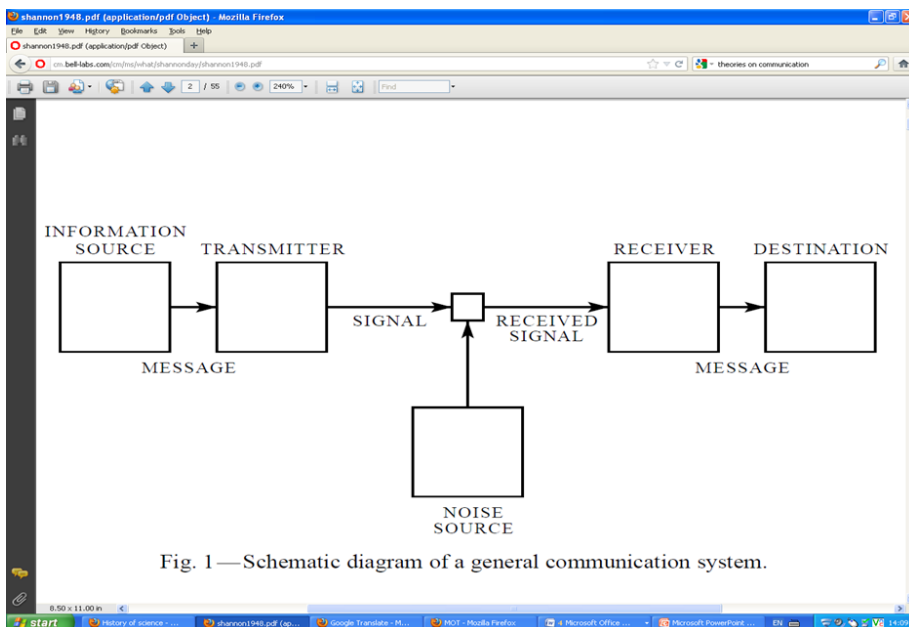 shannon1948.pdf (application/pdf Object) - Mozilla Firefox
File Edit View History Bookmarks Tools Help
shannon1948.pdf (application/pdf Object) +
cm.bell-labs.com/cm/ms/what/shannonday/shannon1948.pdf theories on communication
2 / 55 240% Find
INFORMATION
SOURCE TRANSMITTER RECEIVER DESTINATION
SIGNAL RECEIVED
SIGNAL
MESSAGE MESSAGE
NOISE
SOURCE
Fig. 1—Schematic diagram of a general communication system.
8.50 x 11.00 in
start History of science - ... shannon1948.pdf (ap... Google Translate - M... MOT - Mozilla Firefox 4 Microsoft Office ... Microsoft PowerPoint ... EN 14:09